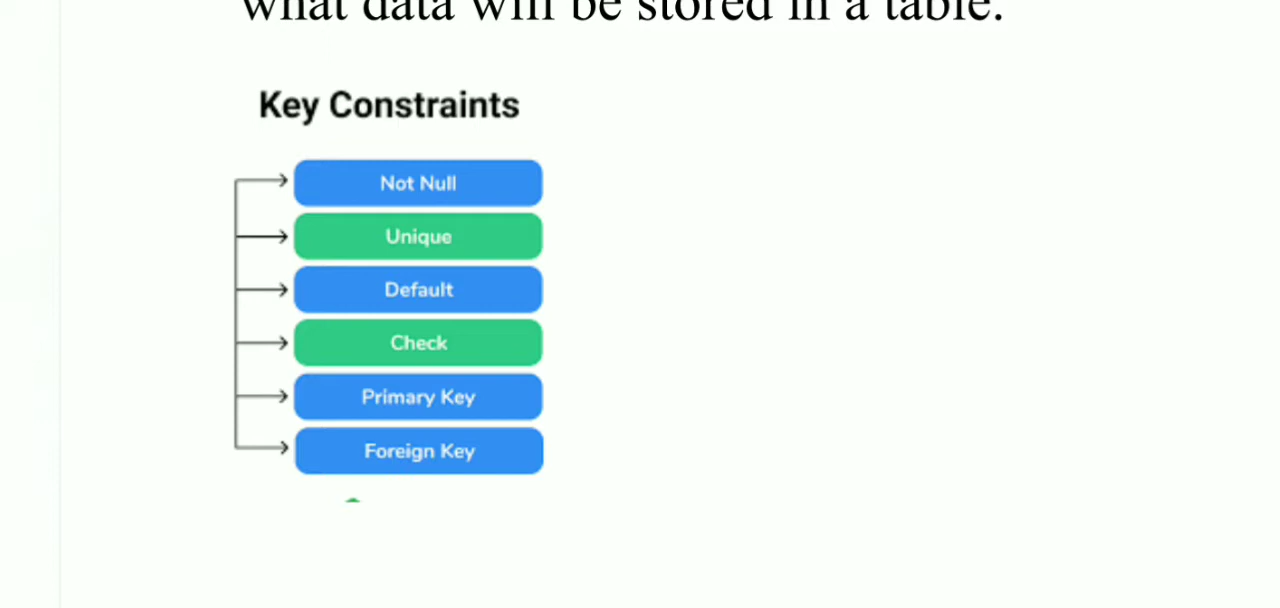 what data will be stored in a table.
Key Constraints
Not Null
Unique
Default
Check
Primary Key
Foreign Key